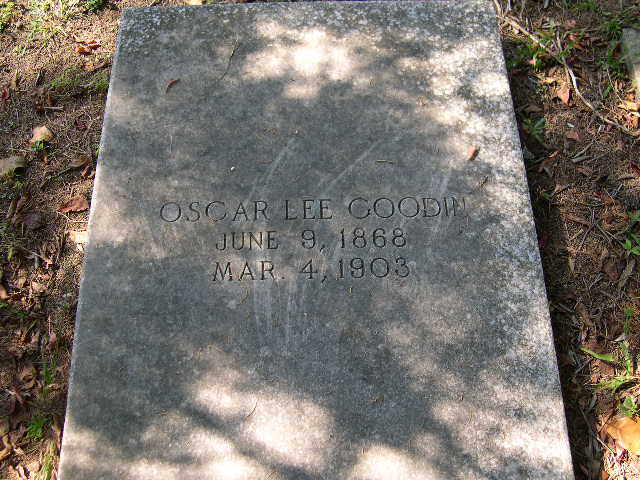 OSCAR LEE GOODIN
JUNE 9, 1868
MAR. 4, 1903